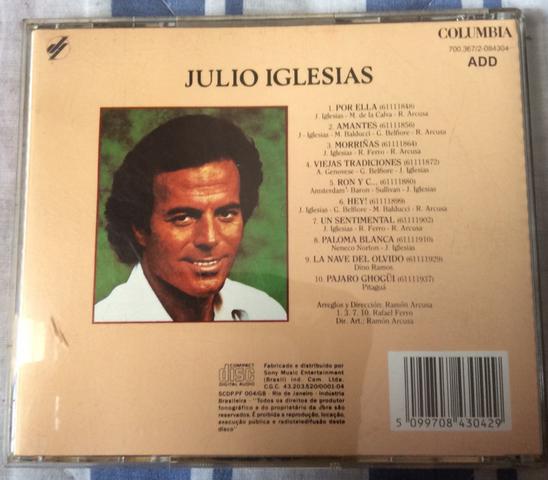 COLUMBIA
700.367/2-084304
ADD
JULIO IGLESIAS
1. POR ELLA (61111848)
J. Iglesias - M. de la Calva - R. Arcusa
2. AMANTES (61111856)
J - Iglesias - M. Balducci - G. Belfiore - R. Arcusa
3. MORRIÑAS (61111864)
J. Iglesias - R. Ferro - R. Arcusa
4. VIEJAS TRADICIONES (61111872)
A. Genovese - G. Belfiore - J. Iglesias
5. RON Y C... (61111880)
Amsterdam - Baron - Sullivan - J. Iglesias
6. HEY! (61111899)
J. Iglesias - G. Belfiore - M. Balducci - R. Arcusa
7. UN SENTIMENTAL (61111902)
J. Iglesias - R. Ferro - R. Arcusa
8. PALOMA BLANCA (61111910)
Neneco Norton - J. Iglesias
9. LA NAVE DEL OLVIDO (61111929)
Dino Ramos
10. PAJARO CHOGÜI (61111937)
Pitaguá
Arreglos y Dirección: Ramón Arcusa
1. 3. 7. 10. Rafael Ferro
Dir. Art.: Ramón Arcusa
COMPACT
disc
DIGITAL AUDIO
Fabricado e distribuído por
Sony Music Entertainment
(Brasil) Ind. Com. Ltda.
C.G.C. 43.203.520/0001-04
SCDP.PF 004/GB - Rio de Janeiro - Indústria
Brasileira - "Todos os direitos de produtor
fonográfico e do proprietário da obra são
reservados. É proibida a reprodução, locação,
execução pública e radioteledifusão deste
disco"
5 099708 430429